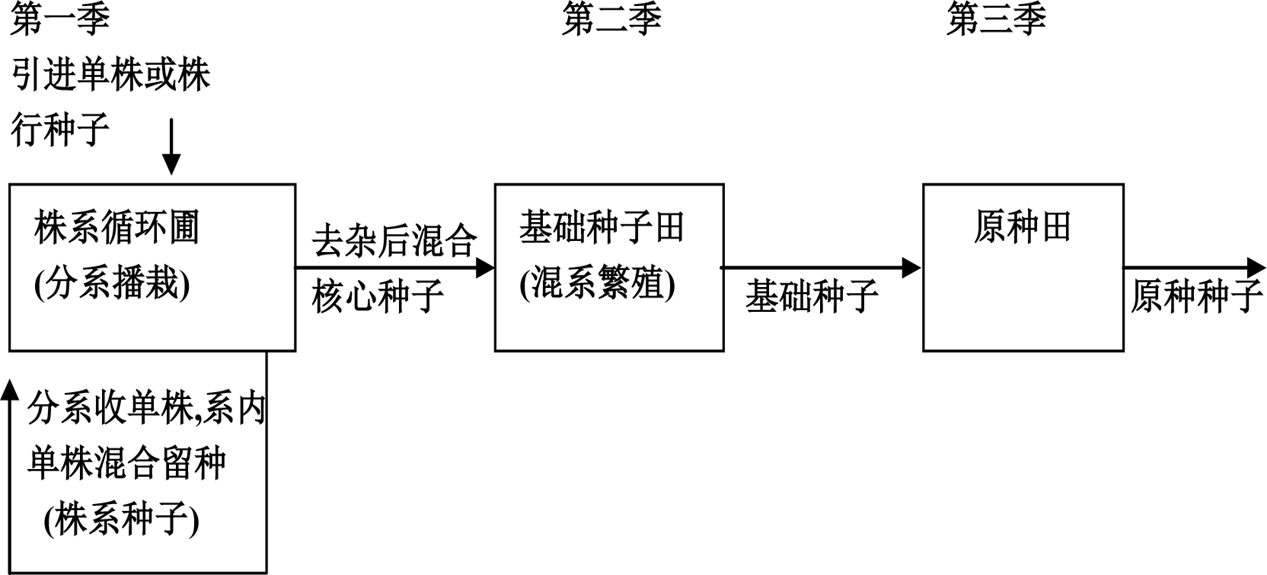 第一季
第二季
第三季
引进单株或株
行种子
株系循环圃
(分系播栽)
去杂后混合
核心种子
基础种子田
(混系繁殖)
基础种子
原种田
原种种子
分系收单株,系内
单株混合留种
(株系种子)